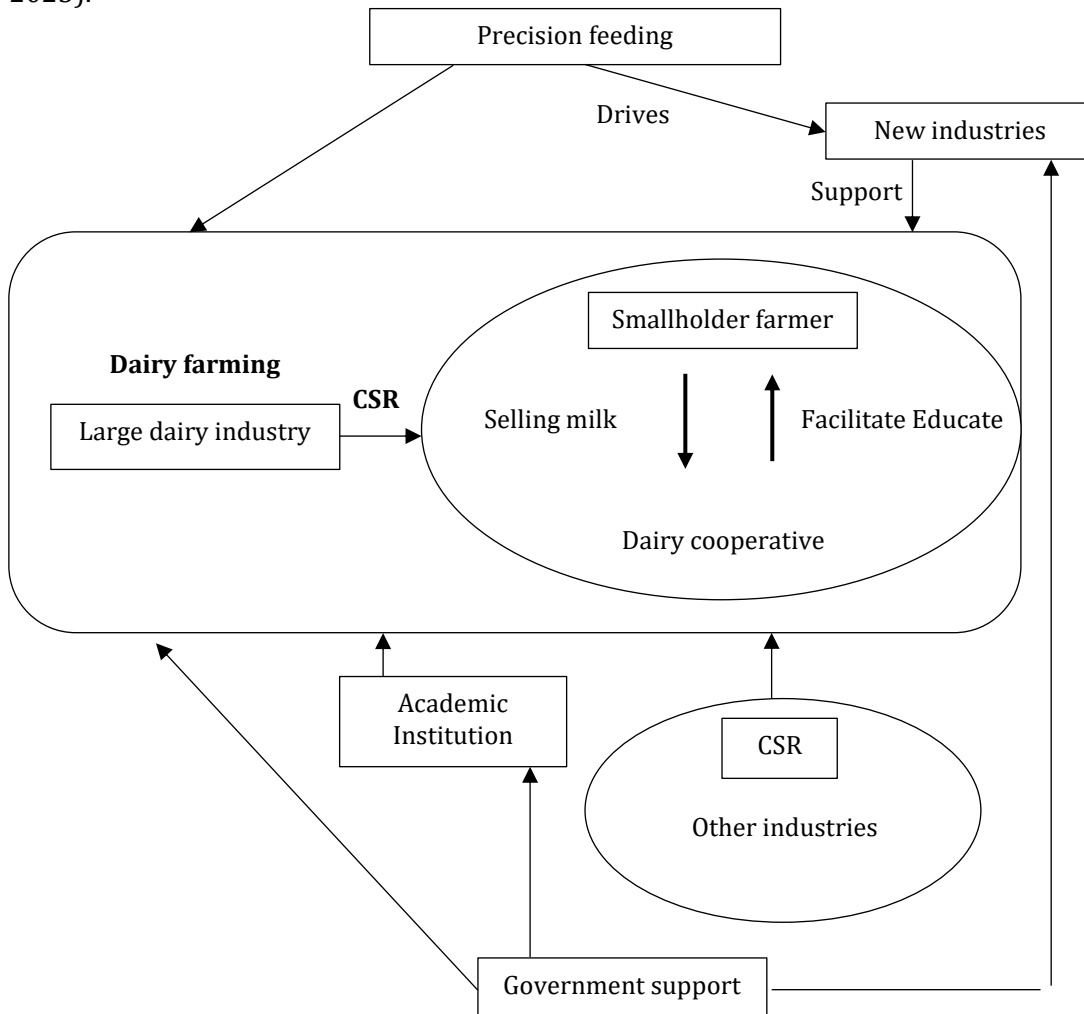 Precision feeding
Drives
New industries
Support
Smallholder farmer
Dairy farming
CSR
Selling milk
Facilitate Educate
Large dairy industry
Dairy cooperative
Academic
Institution
CSR
Other industries
Government support